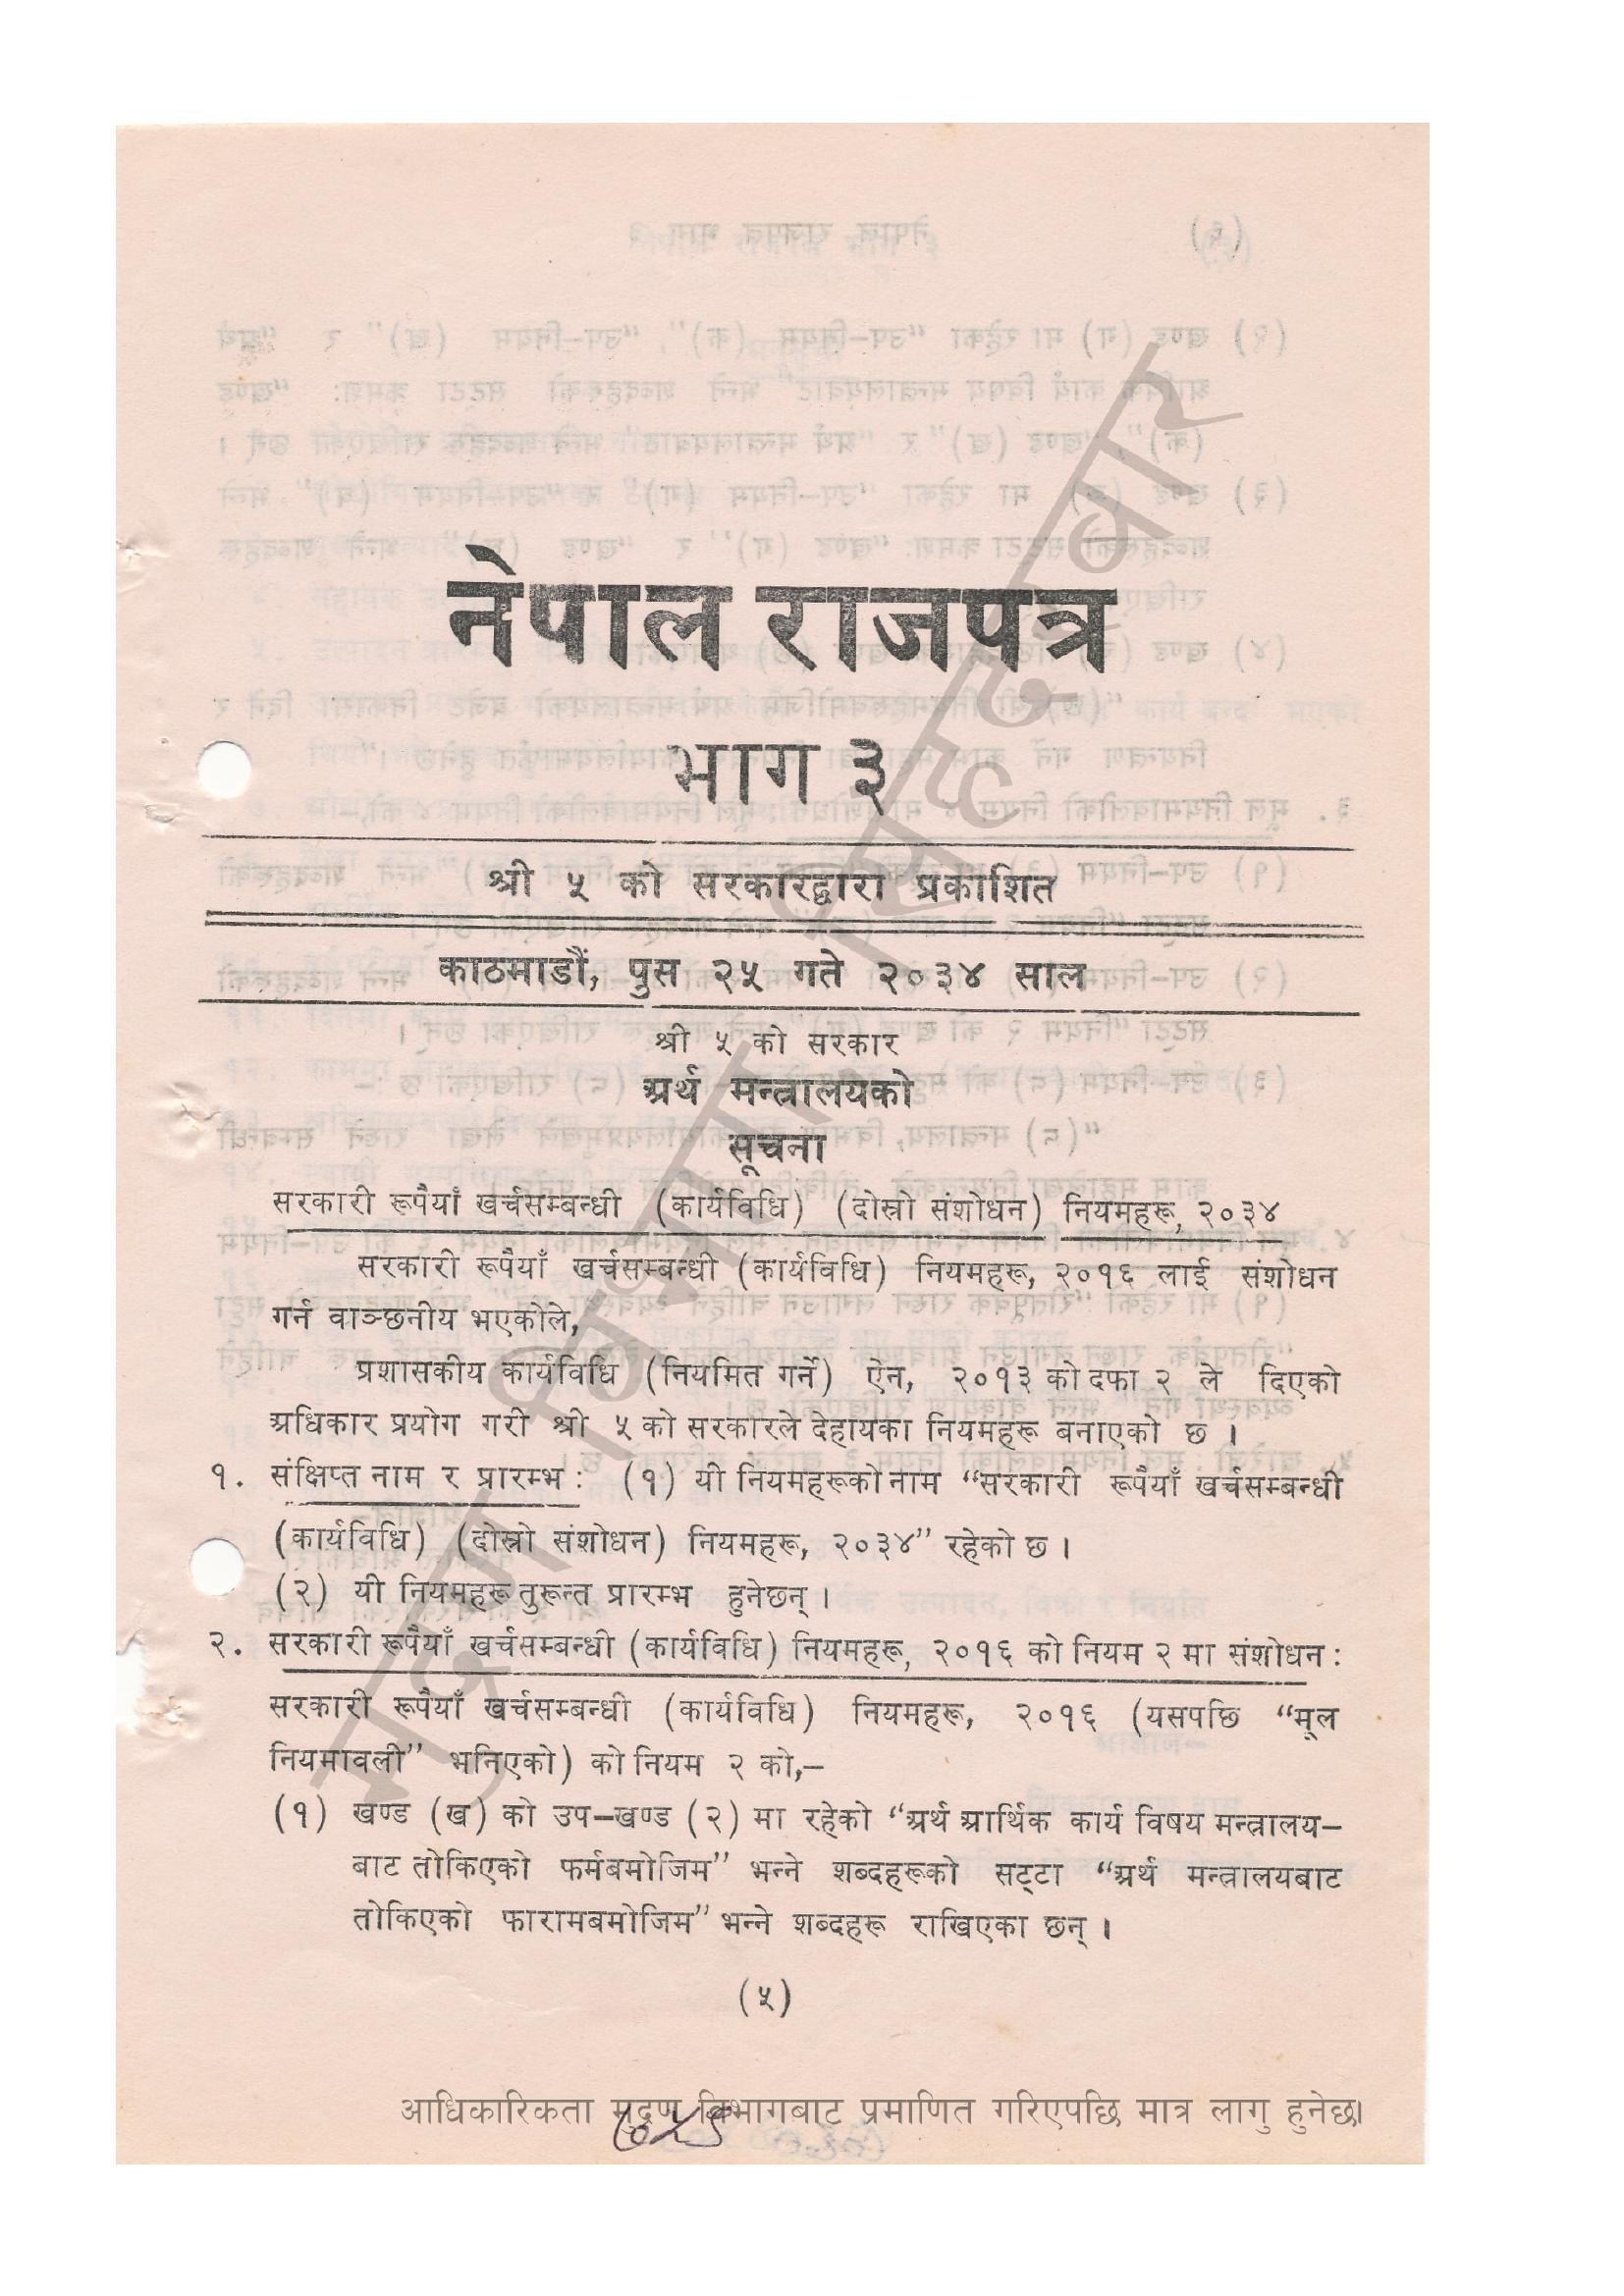 नेपाल राजपत्र
भाग ३
श्री ५ को सरकारद्वारा प्रकाशित
काठमाडौं, पुस २५ गते २०३४ साल
श्री ५ को सरकार
अर्थ मन्त्रालयको
सूचना
सरकारी रूपैयाँ खर्चसम्बन्धी (कार्यविधि) (दोस्रो संशोधन) नियमहरू, २०३४
सरकारी रूपैयाँ खर्चसम्बन्धी (कार्यविधि) नियमहरू, २०१६ लाई संशोधन
गर्न वाञ्छनीय भएकोले,
प्रशासकीय कार्यविधि (नियमित गर्ने) ऐन, २०१३ को दफा २ ले दिएको
अधिकार प्रयोग गरी श्री ५ को सरकारले देहायका नियमहरू बनाएको छ ।
१. संक्षिप्त नाम र प्रारम्भ : (१) यी नियमहरूको नाम “सरकारी रूपैयाँ खर्चसम्बन्धी
(कार्यविधि) (दोस्रो संशोधन) नियमहरू, २०३४” रहेको छ ।
(२) यी नियमहरू तुरून्त प्रारम्भ हुनेछन् ।
२. सरकारी रूपैयाँ खर्चसम्बन्धी (कार्यविधि) नियमहरू, २०१६ को नियम २ मा संशोधन :
सरकारी रूपैयाँ खर्चसम्बन्धी (कार्यविधि) नियमहरू, २०१६ (यसपछि “मूल
नियमावली” भनिएको) को नियम २ को,–
(१) खण्ड (ख) को उप–खण्ड (२) मा रहेको “अर्थ आर्थिक कार्य विषय मन्त्रालय–
बाट तोकिएको फर्मबमोजिम” भन्ने शब्दहरूको सट्टा “अर्थ मन्त्रालयबाट
तोकिएको फारामबमोजिम” भन्ने शब्दहरू राखिएका छन् ।
(५)
आधिकारिकता मुद्रण विभागबाट प्रमाणित गरिएपछि मात्र लागु हुनेछ।
मुद्रण विभाग सिंहदरबार